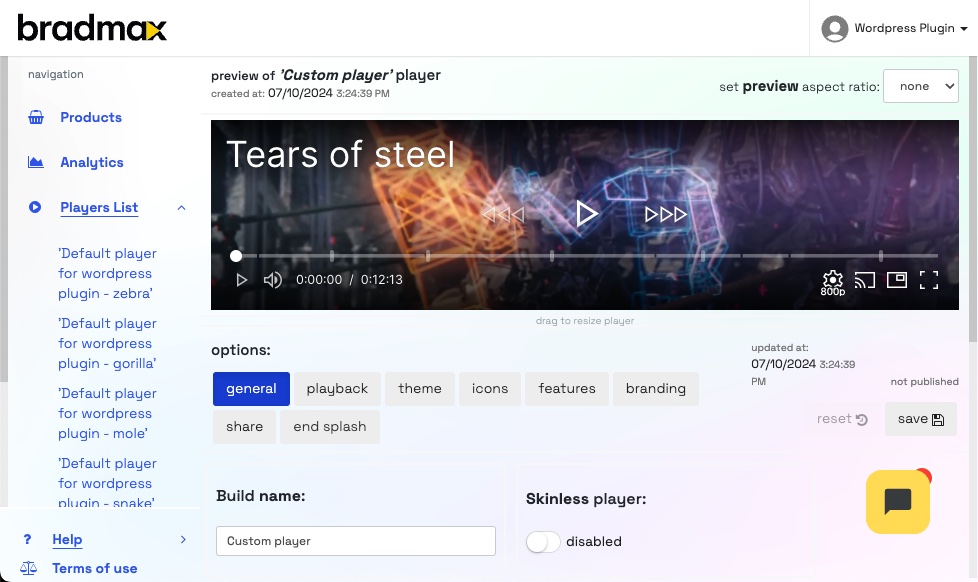 bradmax
Wordpress Plugin
navigation
Products
Analytics
Players List
'Default player
for wordpress
plugin - zebra'
'Default player
for wordpress
plugin - gorilla'
'Default player
for wordpress
plugin - mole'
'Default player
for wordpress
plugin - snake'
? Help
Terms of use
preview of 'Custom player' player
created at: 07/10/2024 3:24:39 PM
set preview aspect ratio: none
Tears of steel
0:00:00 / 0:12:13
800p
drag to resize player
options:
general playback theme icons features branding
share end splash
updated at:
07/10/2024 3:24:39
PM
not published
reset save
Build name:
Custom player
Skinless player:
disabled